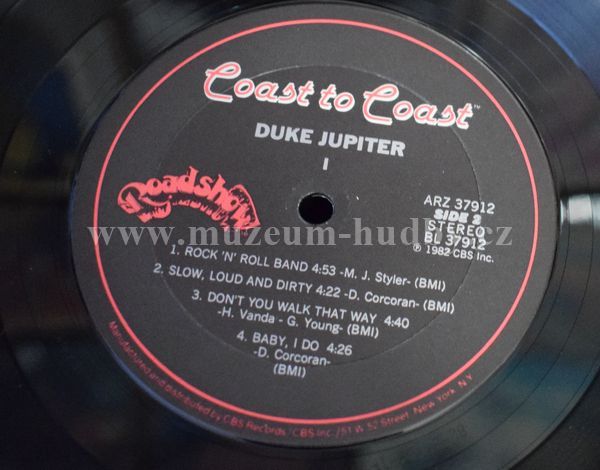 Coast to Coast™
DUKE JUPITER
I
Roadshow
ARZ 37912
SIDE 2
STEREO
BL 37912
℗ 1982 CBS Inc.
www.muzeum-hudby.cz
1. ROCK 'N' ROLL BAND 4:53 -M. J. Styler- (BMI)
2. SLOW, LOUD AND DIRTY 4:22 -D. Corcoran- (BMI)
3. DON'T YOU WALK THAT WAY 4:40
-H. Vanda - G. Young- (BMI)
4. BABY, I DO 4:26
-D. Corcoran-
(BMI)
Manufactured and distributed by CBS Records / CBS Inc. / 51 W. 52 Street, New York, N.Y.